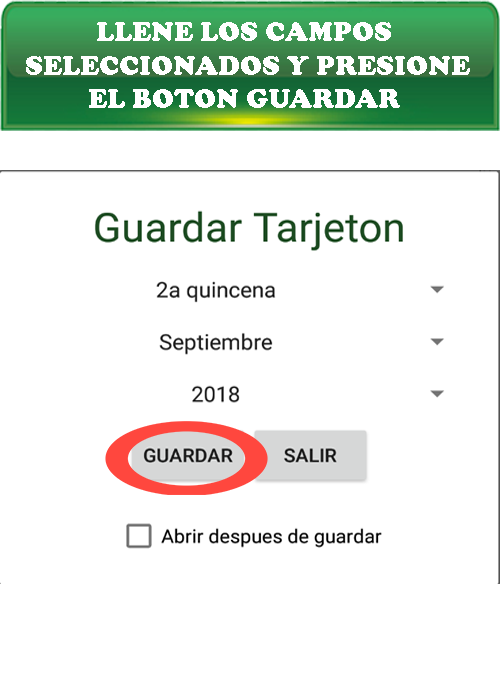 LLENE LOS CAMPOS
SELECCIONADOS Y PRESIONE
EL BOTON GUARDAR
Guardar Tarjeton
2a quincena
Septiembre
2018
GUARDAR SALIR
Abrir despues de guardar